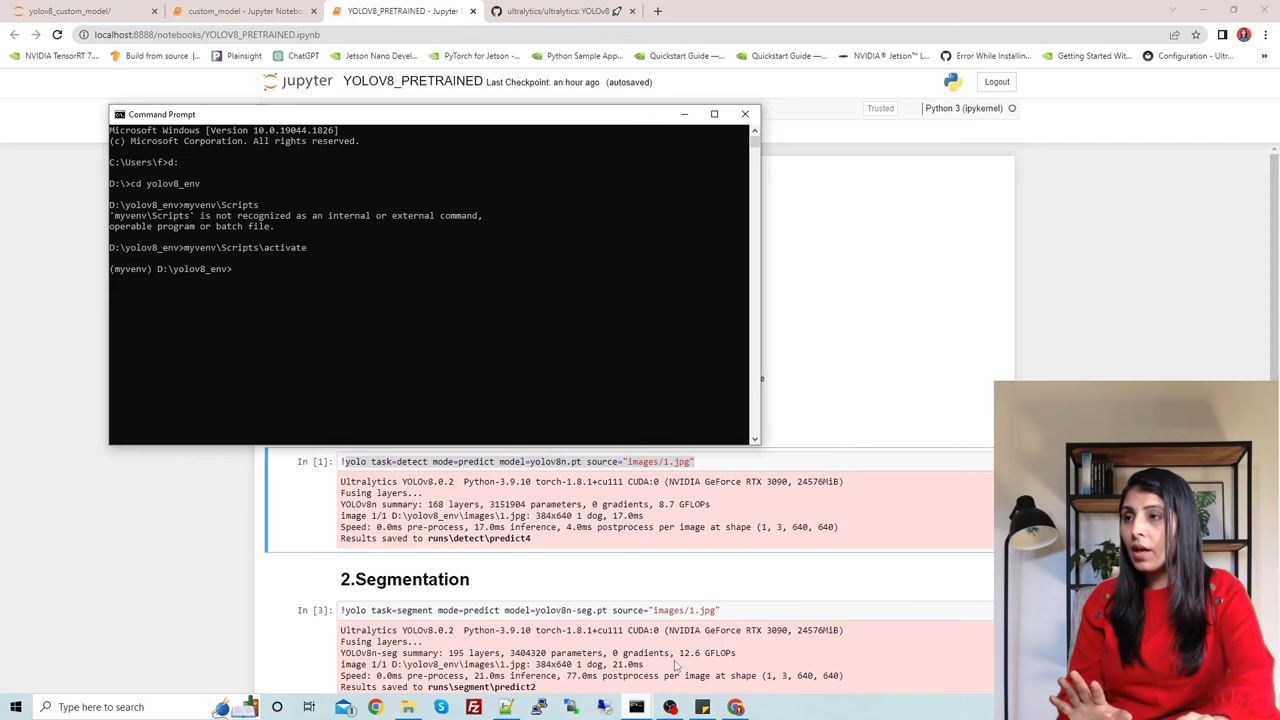 yolov8_custom_model/
custom_model - Jupyter Notebo
YOLOV8_PRETRAINED - Jupyter
ultralytics/ultralytics: YOLOv8
localhost:8888/notebooks/YOLOV8_PRETRAINED.ipynb
NVIDIA TensorRT 7...
Build from source |...
Plainsight
ChatGPT
Jetson Nano Devel...
PyTorch for Jetson -...
Python Sample App...
Quickstart Guide —...
Quickstart Guide —...
NVIDIA® Jetson™ L...
Error While Installin...
Getting Started Wit...
Configuration - Ultr...
jupyter YOLOV8_PRETRAINED Last Checkpoint: an hour ago (autosaved)
Logout
Trusted
Python 3 (ipykernel)
Command Prompt
Microsoft Windows [Version 10.0.19044.1826]
(c) Microsoft Corporation. All rights reserved.
C:\Users\f>d:
D:\>cd yolov8_env
D:\yolov8_env>myvenv\Scripts
'myvenv\Scripts' is not recognized as an internal or external command,
operable program or batch file.
D:\yolov8_env>myvenv\Scripts\activate
(myvenv) D:\yolov8_env>
In [1]: !yolo task=detect mode=predict model=yolov8n.pt source="images/1.jpg"
Ultralytics YOLOv8.0.2 Python-3.9.10 torch-1.8.1+cu111 CUDA:0 (NVIDIA GeForce RTX 3090, 24576MiB)
Fusing layers...
YOLOv8n summary: 168 layers, 3151904 parameters, 0 gradients, 8.7 GFLOPs
image 1/1 D:\yolov8_env\images\1.jpg: 384x640 1 dog, 17.0ms
Speed: 0.0ms pre-process, 17.0ms inference, 4.0ms postprocess per image at shape (1, 3, 640, 640)
Results saved to runs\detect\predict4
2.Segmentation
In [3]: !yolo task=segment mode=predict model=yolov8n-seg.pt source="images/1.jpg"
Ultralytics YOLOv8.0.2 Python-3.9.10 torch-1.8.1+cu111 CUDA:0 (NVIDIA GeForce RTX 3090, 24576MiB)
Fusing layers...
YOLOv8n-seg summary: 195 layers, 3404320 parameters, 0 gradients, 12.6 GFLOPs
image 1/1 D:\yolov8_env\images\1.jpg: 384x640 1 dog, 21.0ms
Speed: 0.0ms pre-process, 21.0ms inference, 77.0ms postprocess per image at shape (1, 3, 640, 640)
Results saved to runs\segment\predict2
Type here to search